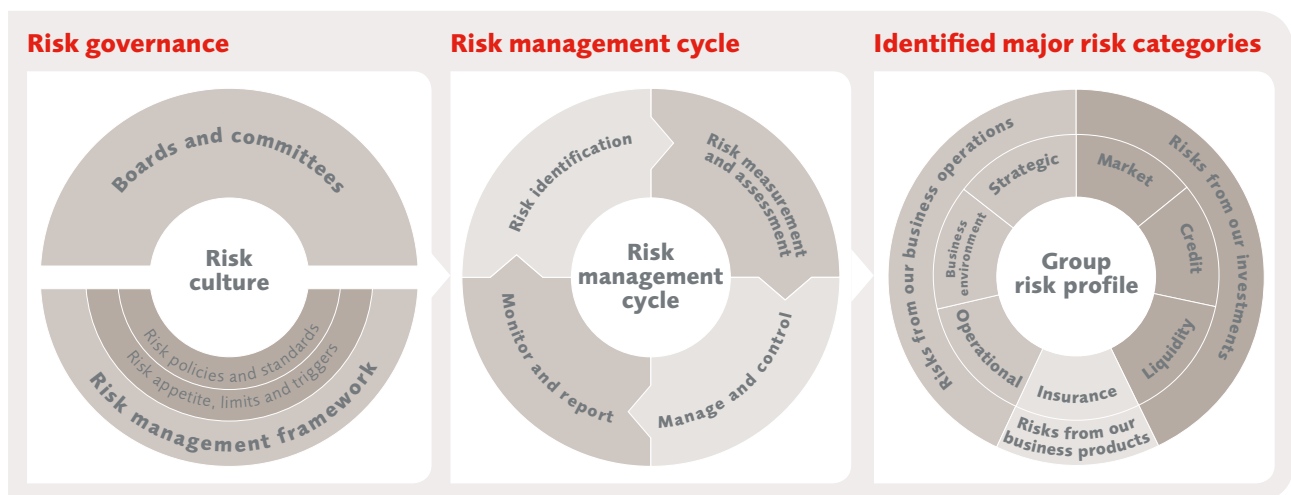 Risk governance
Boards and committees
Risk
culture
Risk policies and standards
Risk appetite, limits and triggers
Risk management framework
Risk management cycle
Risk identification
Risk measurement
and assessment
Risk
management
cycle
Monitor and report
Manage and control
Identified major risk categories
Risks from our business operations
Risks from our investments
Strategic
Market
Business
environment
Credit
Group
risk profile
Operational
Liquidity
Insurance
Risks from our
business products